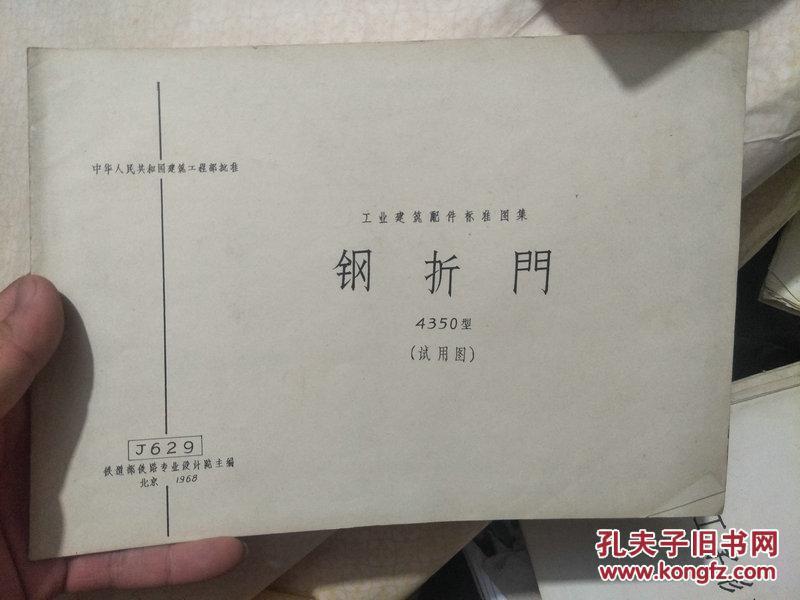 中华人民共和国建筑工程部批准
工业建筑配件标准图集
钢折門
4350型
(试用图)
J629
铁道部铁路专业设计院主编
北京 1968
孔夫子旧书网
www.kongfz.com